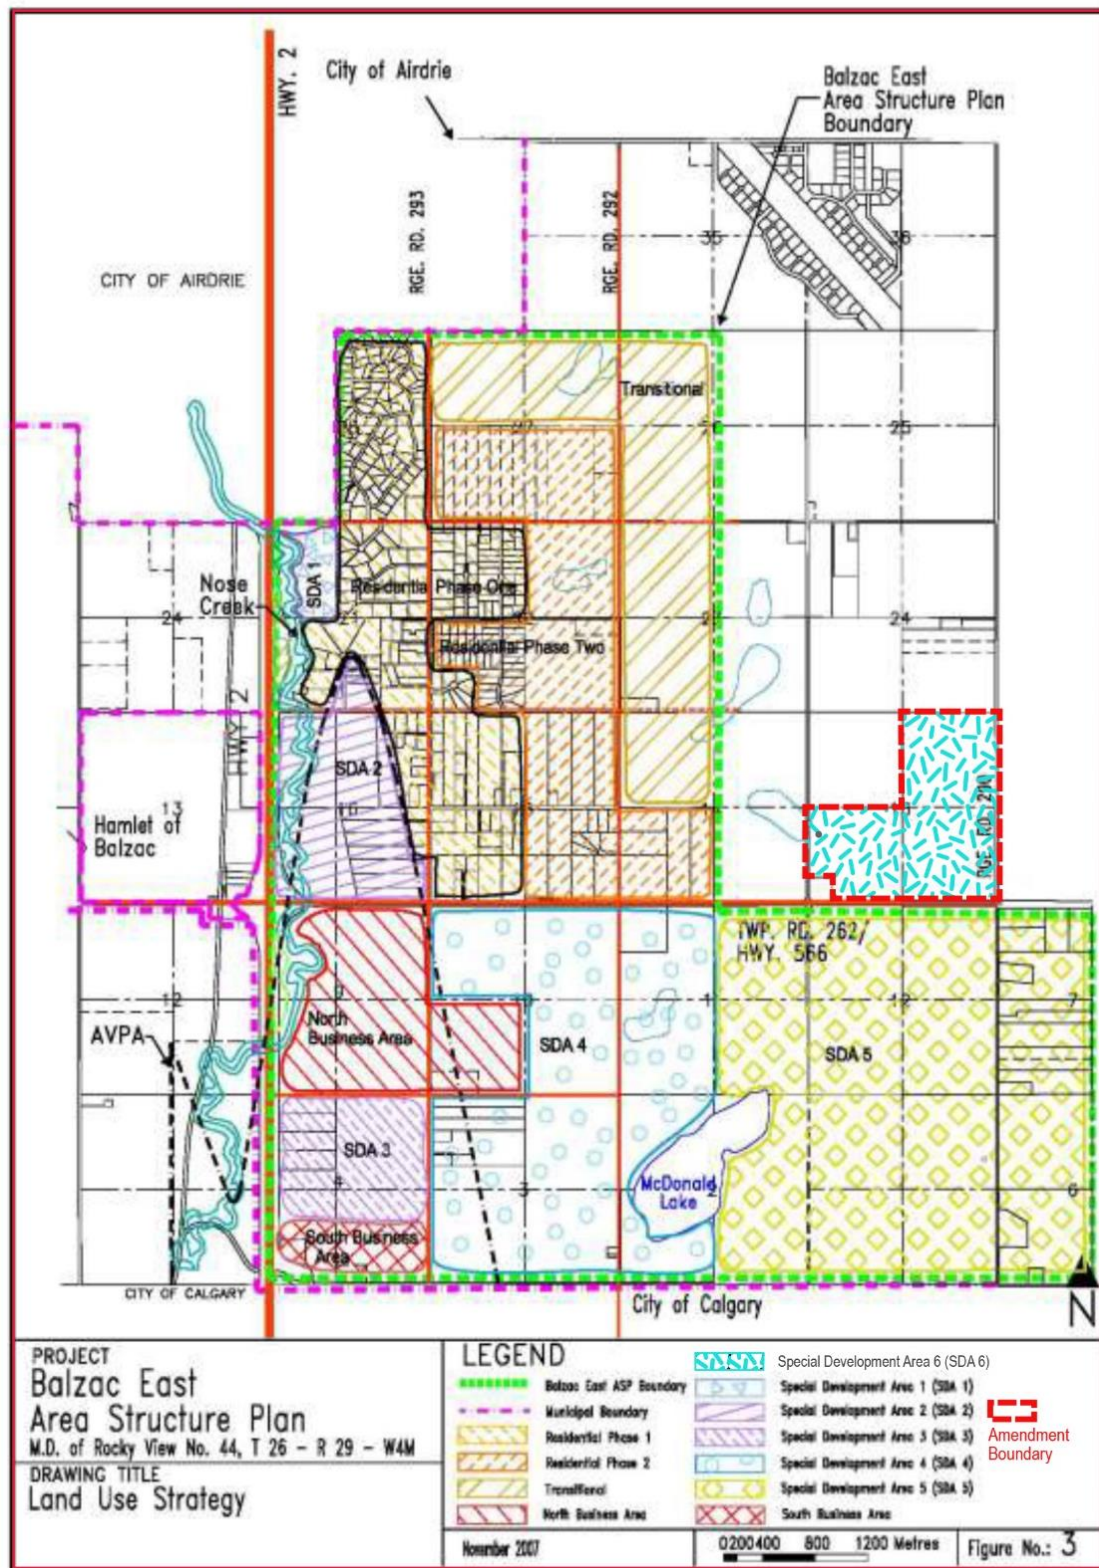 HWY. 2
City of Airdrie
Balzac East
Area Structure Plan
Boundary
RGE. RD. 293
RGE. RD. 292
35
36
CITY OF AIRDRIE
Transitional
25
Nose
Creek
SDA 1
Residential Phase One
24
24
Residential Phase Two
HWY 2
SDA 2
13
Hamlet of
Balzac
TWP. RD. 262/
HWY. 566
12
North
Business Area
12
7
AVPA
SDA 4
SDA 5
SDA 3
4
3
2
6
McDonald
Lake
South Business
Area
CITY OF CALGARY
City of Calgary
N
PROJECT
Balzac East
Area Structure Plan
M.D. of Rocky View No. 44, T 26 - R 29 - W4M
DRAWING TITLE
Land Use Strategy
LEGEND
Balzac East ASP Boundary
Municipal Boundary
Residential Phase 1
Residential Phase 2
Transitional
North Business Area
Special Development Area 6 (SDA 6)
Special Development Area 1 (SDA 1)
Special Development Area 2 (SDA 2)
Special Development Area 3 (SDA 3)
Special Development Area 4 (SDA 4)
Special Development Area 5 (SDA 5)
South Business Area
Amendment
Boundary
November 2007
0200400 800 1200 Metres
Figure No.: 3